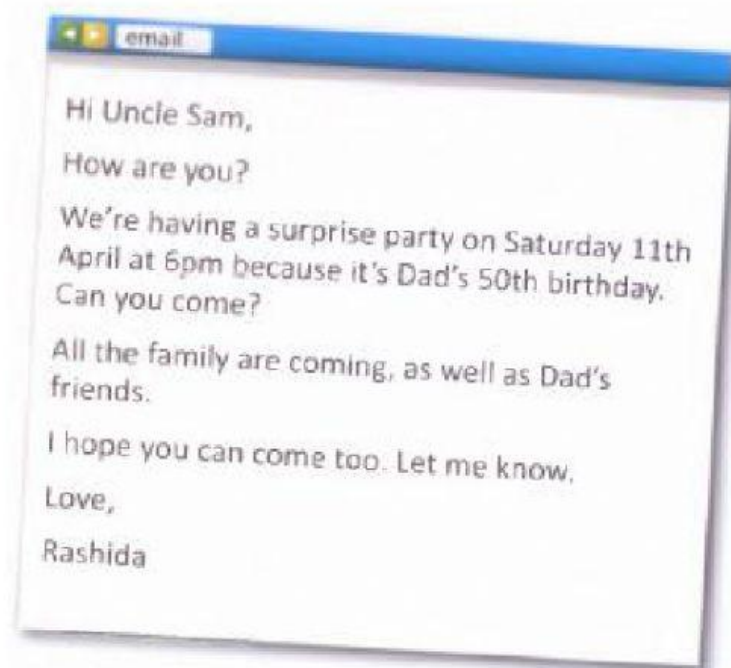 email
Hi Uncle Sam,
How are you?
We're having a surprise party on Saturday 11th
April at 6pm because it's Dad's 50th birthday.
Can you come?
All the family are coming, as well as Dad's
friends.
I hope you can come too. Let me know.
Love,
Rashida